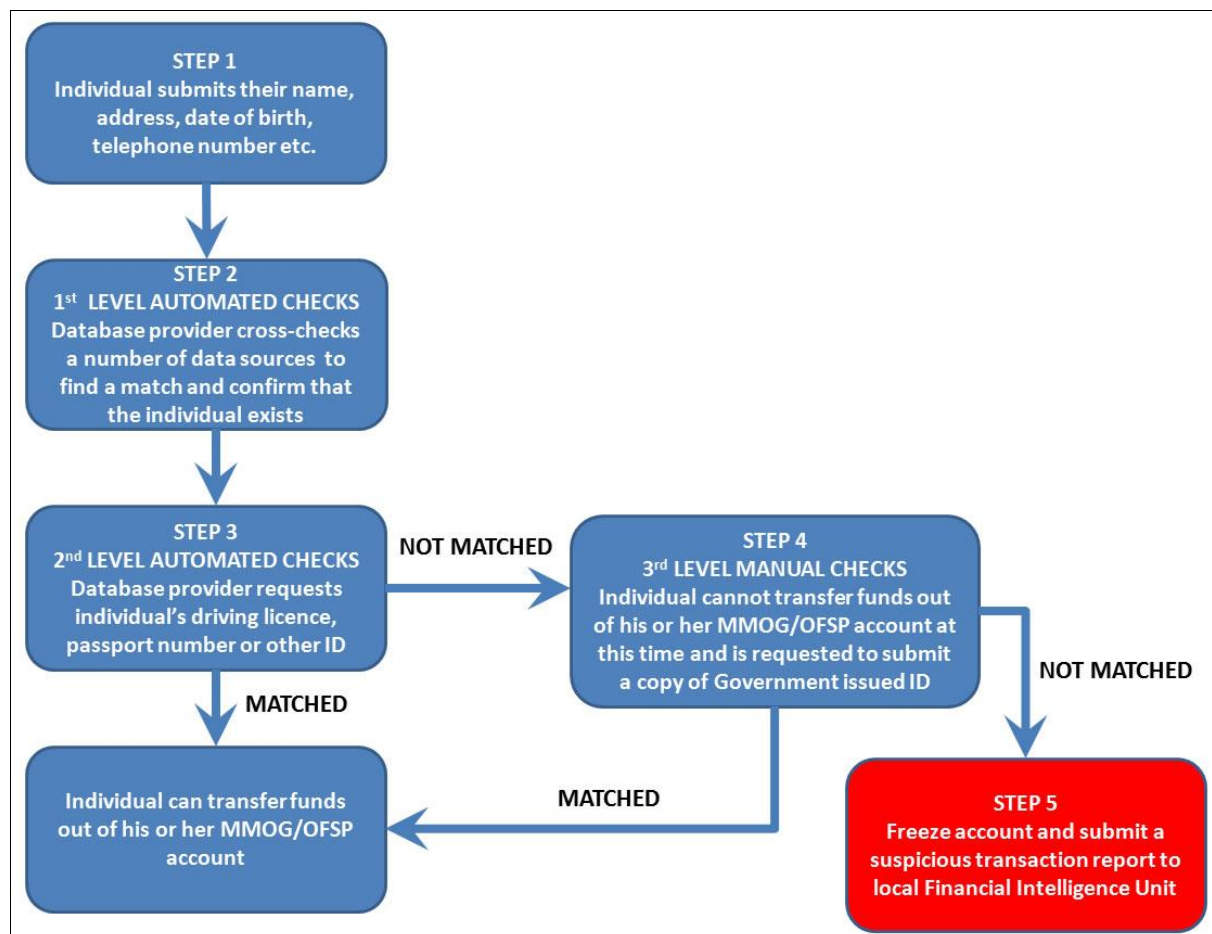 STEP 1
Individual submits their name,
address, date of birth,
telephone number etc.
STEP 2
1st LEVEL AUTOMATED CHECKS
Database provider cross-checks
a number of data sources to
find a match and confirm that
the individual exists
STEP 3
2nd LEVEL AUTOMATED CHECKS
Database provider requests
individual's driving licence,
passport number or other ID
NOT MATCHED
STEP 4
3rd LEVEL MANUAL CHECKS
Individual cannot transfer funds out
of his or her MMOG/OFSP account at
this time and is requested to submit
a copy of Government issued ID
NOT MATCHED
MATCHED
Individual can transfer funds
out of his or her MMOG/OFSP
account
MATCHED
STEP 5
Freeze account and submit a
suspicious transaction report to
local Financial Intelligence Unit